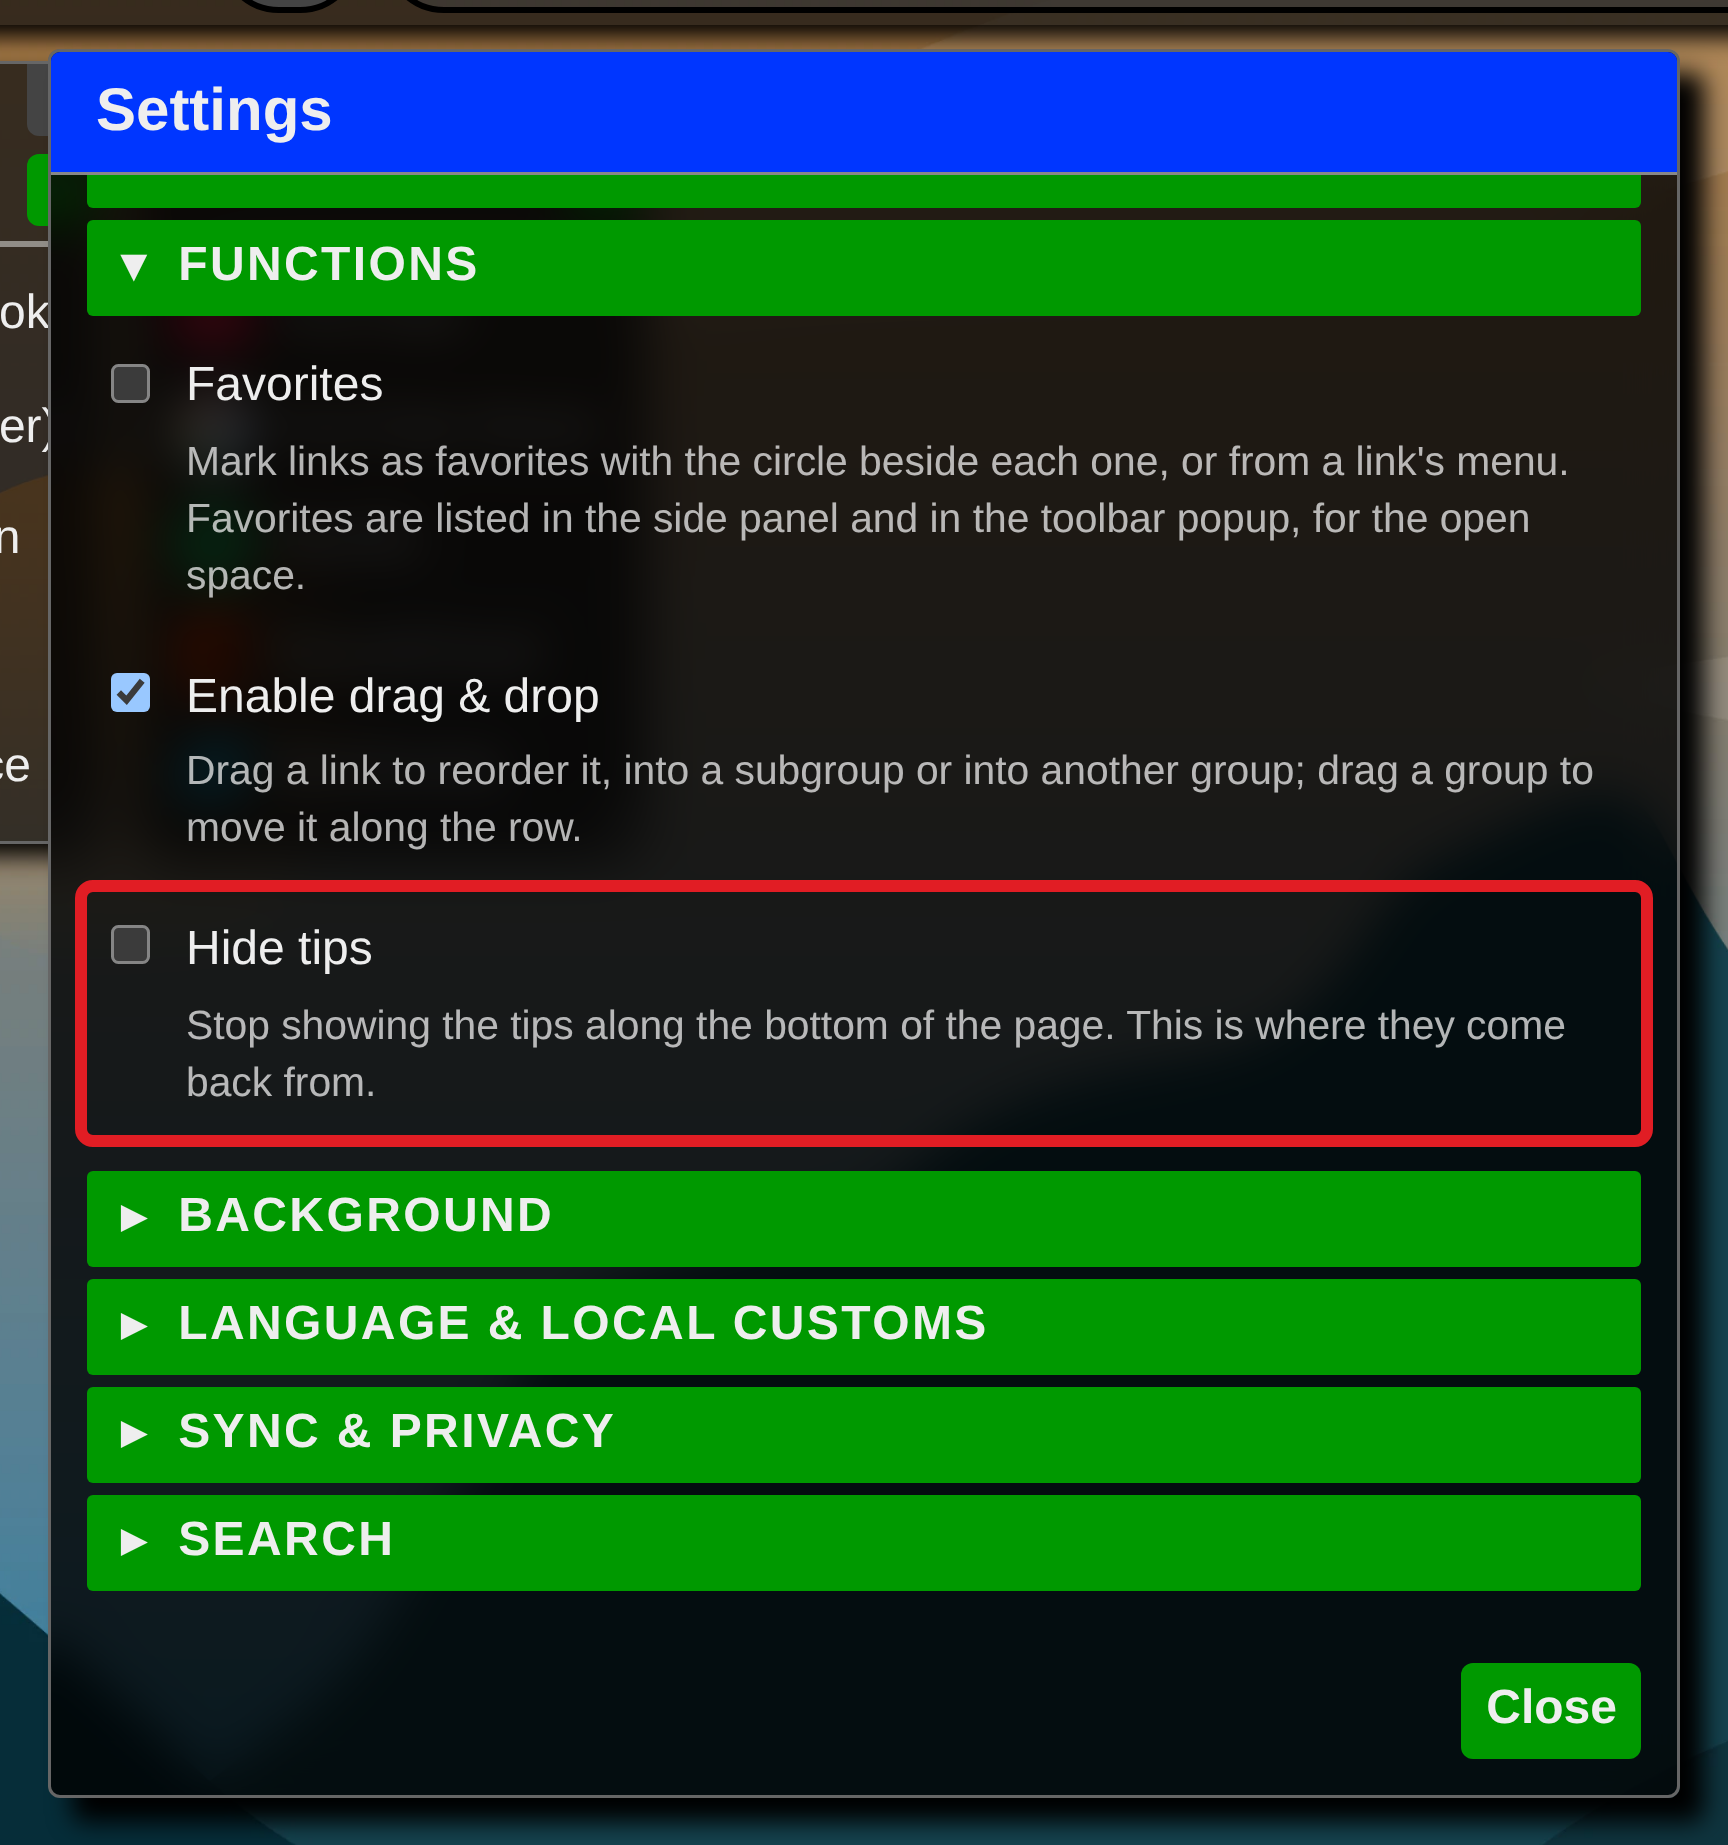 Settings
▼ FUNCTIONS
ok
Favorites
er)
Mark links as favorites with the circle beside each one, or from a link's menu.
Favorites are listed in the side panel and in the toolbar popup, for the open
n
space.
Enable drag & drop
ce
Drag a link to reorder it, into a subgroup or into another group; drag a group to
move it along the row.
Hide tips
Stop showing the tips along the bottom of the page. This is where they come
back from.
► BACKGROUND
► LANGUAGE & LOCAL CUSTOMS
► SYNC & PRIVACY
► SEARCH
Close